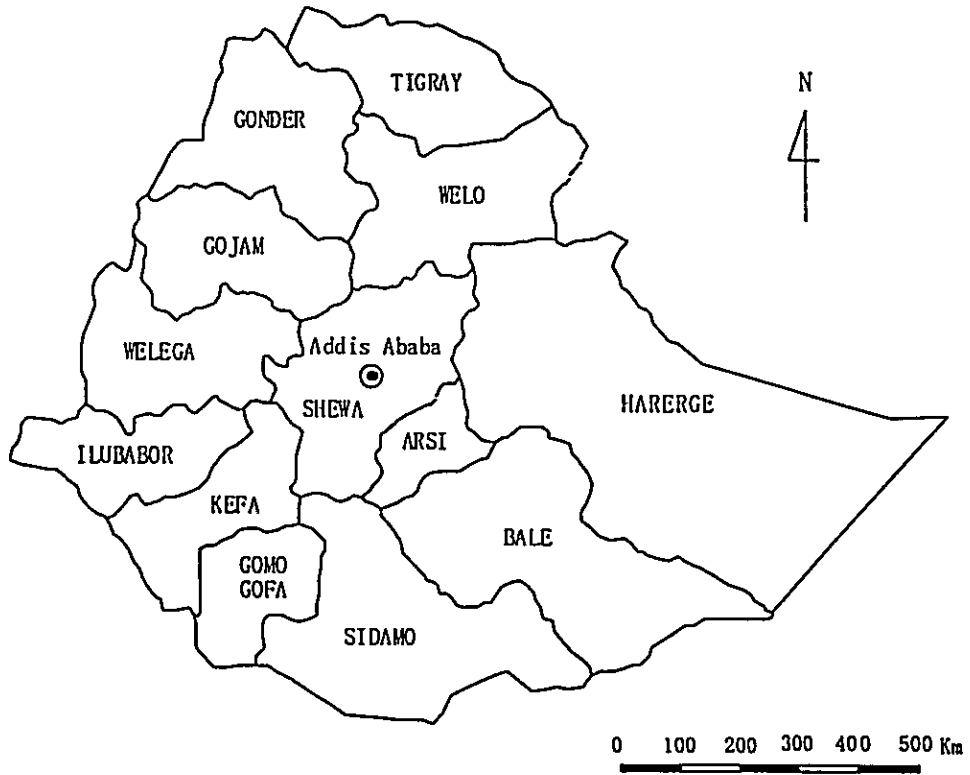 TIGRAY
N
GONDER
WELO
GOJAM
Addis Ababa
WELEGA
SHEWA
HARERGE
ARSI
ILUBABOR
KEFA
BALE
GOMO
GOFA
SIDAMO
0 100 200 300 400 500 Km